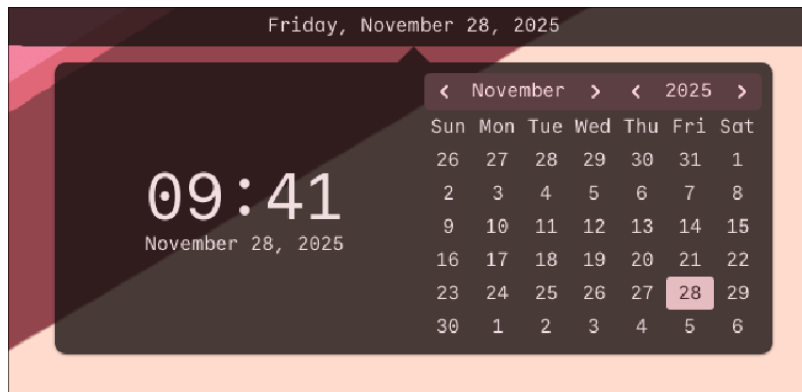 Friday, November 28, 2025
09:41
November 28, 2025
< November > < 2025 >
Sun Mon Tue Wed Thu Fri Sat
26 27 28 29 30 31 1
2 3 4 5 6 7 8
9 10 11 12 13 14 15
16 17 18 19 20 21 22
23 24 25 26 27 28 29
30 1 2 3 4 5 6